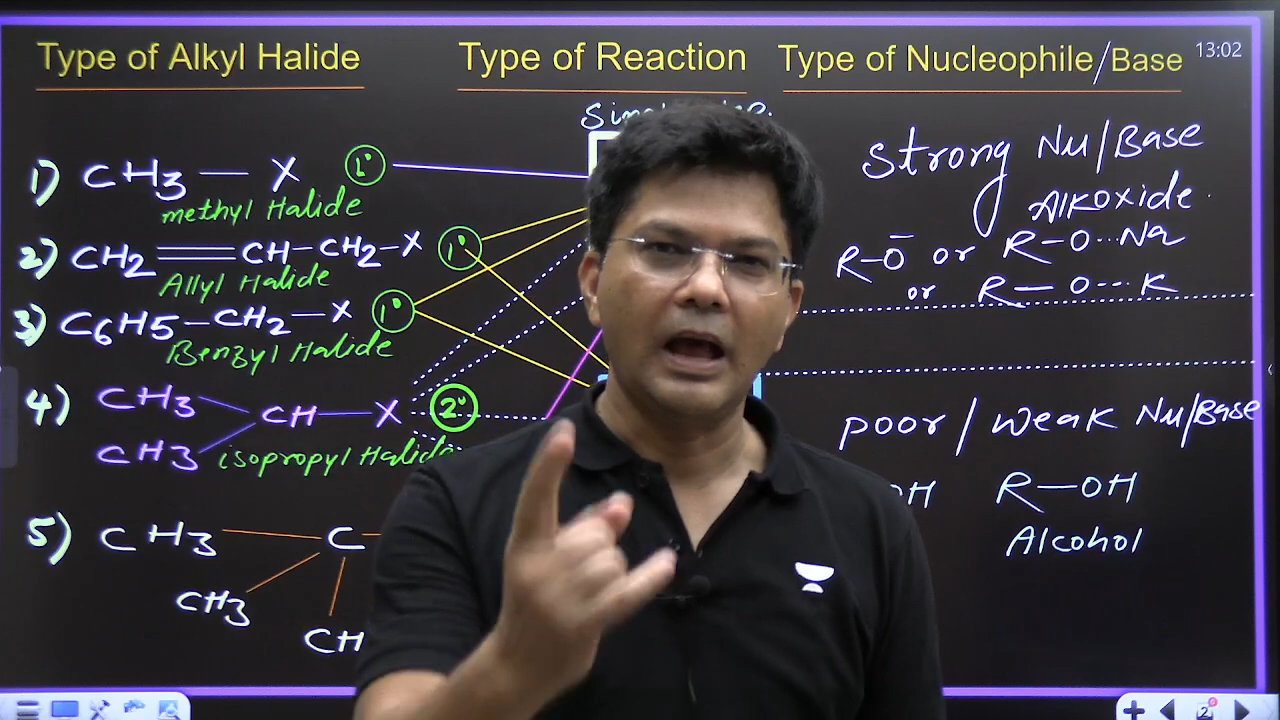 Type of Alkyl Halide
Type of Reaction
Type of Nucleophile/Base
13:02
1) CH3 — X 1°
methyl Halide
2) CH2 = CH-CH2-X 1°
Allyl Halide
3) C6H5-CH2-X 1°
Benzyl Halide
4) CH3
CH — X 2°
CH3
isopropyl Halide
5) CH3
C
CH3
CH
Strong Nu/Base
Alkoxide
R-Ō or R-O...Na
or R-O...K
poor / weak Nu/Base
OH R-OH
Alcohol